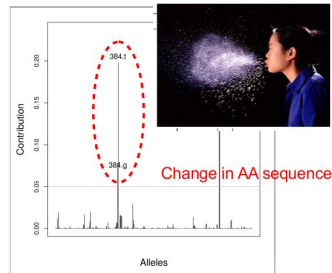 384.t
384.g
Change in AA sequence
Contribution
0.20
0.15
0.10
0.05
0.00
Alleles